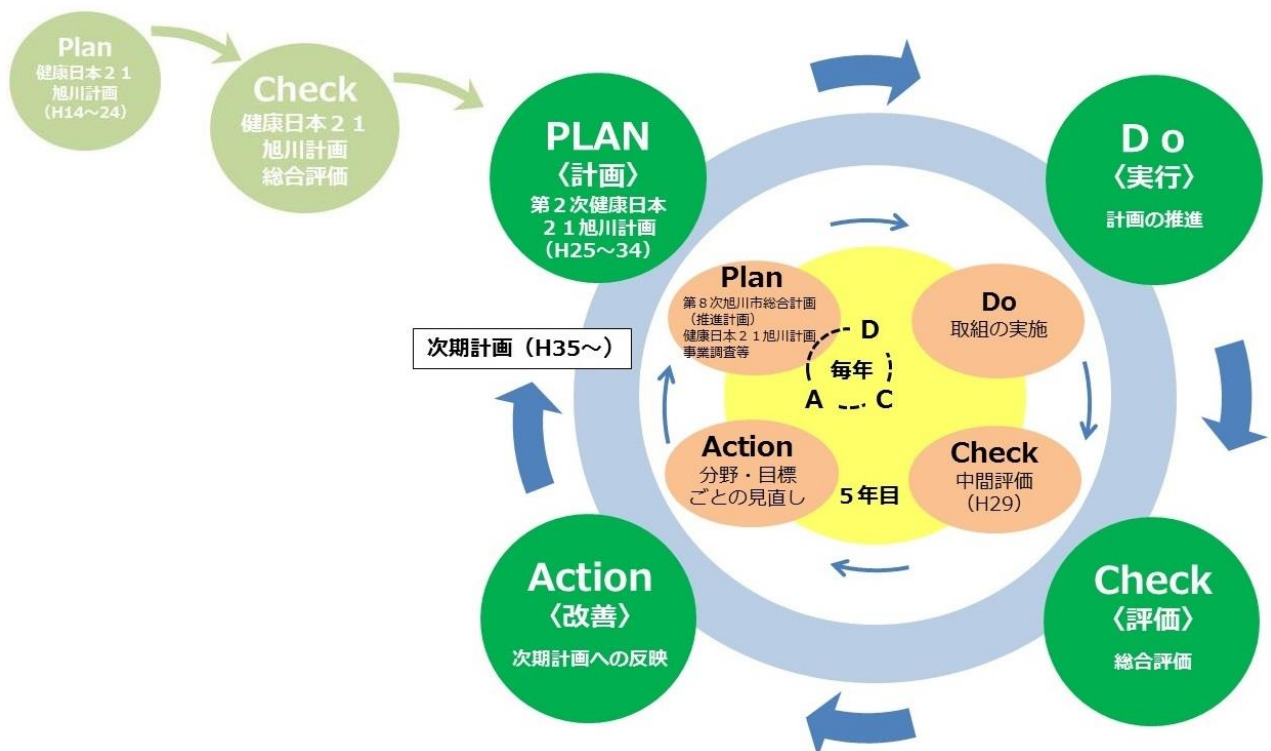 Plan
健康日本２１
旭川計画
（H14～24）
Check
健康日本２１
旭川計画
総合評価
PLAN
〈計画〉
第２次健康日本
２１旭川計画
（H25～34）
Ｄｏ
〈実行〉
計画の推進
Plan
第８次旭川市総合計画
（推進計画）
健康日本２１旭川計画
事業調査等
Do
取組の実施
D
毎年
A
C
次期計画（H35～）
Action
分野・目標
ごとの見直し
５年目
Check
中間評価
（H29）
Action
〈改善〉
次期計画への反映
Check
〈評価〉
総合評価